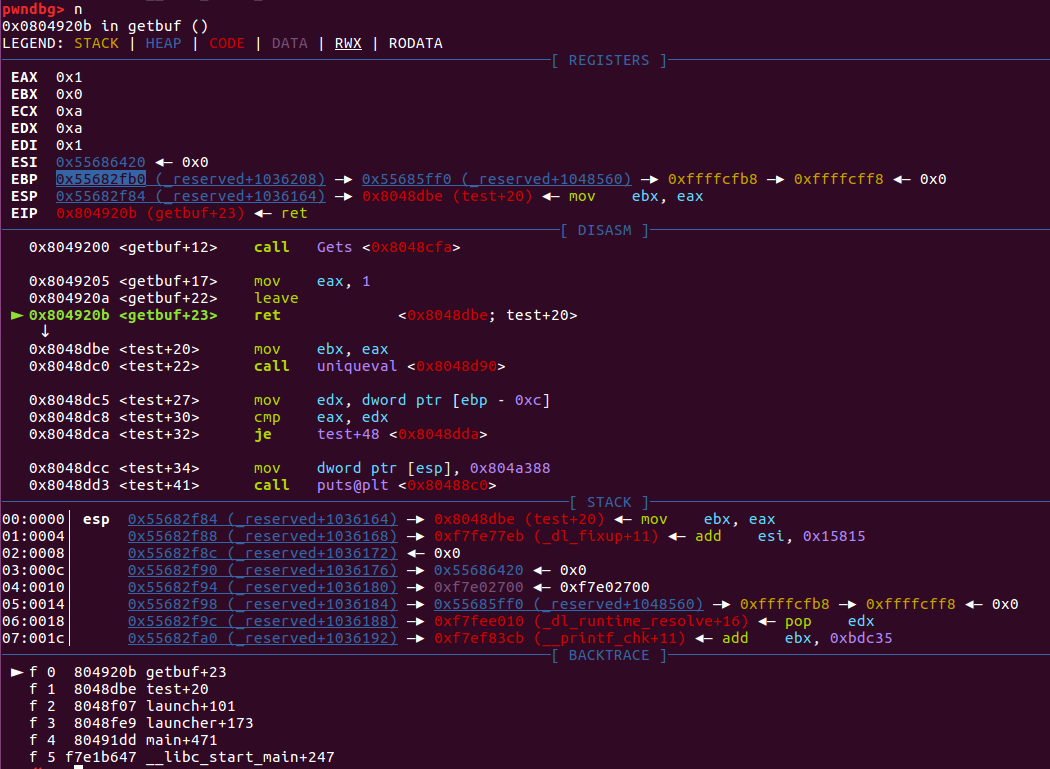 pwndbg> n
0x0804920b in getbuf ()
LEGEND: STACK | HEAP | CODE | DATA | RWX | RODATA
[ REGISTERS ]
EAX 0x1
EBX 0x0
ECX 0xa
EDX 0xa
EDI 0x1
ESI 0x55686420 ◂— 0x0
EBP 0x55682fb0 (_reserved+1036208) —▸ 0x55685ff0 (_reserved+1048560) —▸ 0xffffcfb8 —▸ 0xffffcff8 ◂— 0x0
ESP 0x55682f84 (_reserved+1036164) —▸ 0x8048dbe (test+20) ◂— mov ebx, eax
EIP 0x804920b (getbuf+23) ◂— ret
[ DISASM ]
0x8049200 <getbuf+12> call Gets <0x8048cfa>
0x8049205 <getbuf+17> mov eax, 1
0x804920a <getbuf+22> leave
► 0x804920b <getbuf+23> ret <0x8048dbe; test+20>
↓
0x8048dbe <test+20> mov ebx, eax
0x8048dc0 <test+22> call uniqueval <0x8048d90>
0x8048dc5 <test+27> mov edx, dword ptr [ebp - 0xc]
0x8048dc8 <test+30> cmp eax, edx
0x8048dca <test+32> je test+48 <0x8048dda>
0x8048dcc <test+34> mov dword ptr [esp], 0x804a388
0x8048dd3 <test+41> call puts@plt <0x80488c0>
[ STACK ]
00:0000│ esp 0x55682f84 (_reserved+1036164) —▸ 0x8048dbe (test+20) ◂— mov ebx, eax
01:0004│ 0x55682f88 (_reserved+1036168) —▸ 0xf7fe77eb (_dl_fixup+11) ◂— add esi, 0x15815
02:0008│ 0x55682f8c (_reserved+1036172) ◂— 0x0
03:000c│ 0x55682f90 (_reserved+1036176) —▸ 0x55686420 ◂— 0x0
04:0010│ 0x55682f94 (_reserved+1036180) —▸ 0xf7e02700 ◂— 0xf7e02700
05:0014│ 0x55682f98 (_reserved+1036184) —▸ 0x55685ff0 (_reserved+1048560) —▸ 0xffffcfb8 —▸ 0xffffcff8 ◂— 0x0
06:0018│ 0x55682f9c (_reserved+1036188) —▸ 0xf7fee010 (_dl_runtime_resolve+16) ◂— pop edx
07:001c│ 0x55682fa0 (_reserved+1036192) —▸ 0xf7ef83cb (__printf_chk+11) ◂— add ebx, 0xbdc35
[ BACKTRACE ]
► f 0 804920b getbuf+23
f 1 8048dbe test+20
f 2 8048f07 launch+101
f 3 8048fe9 launcher+173
f 4 80491dd main+471
f 5 f7e1b647 __libc_start_main+247